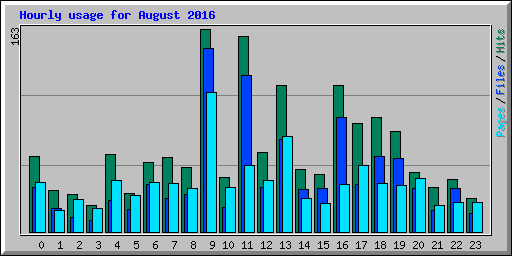 Hourly usage for August 2016
163
Pages/Files/Hits
0 1 2 3 4 5 6 7 8 9 10 11 12 13 14 15 16 17 18 19 20 21 22 23